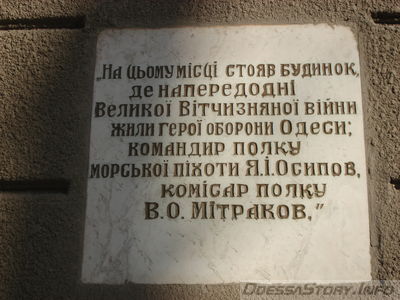 „На цьому місці стояв будинок,
де напередодні
Великої Вітчизняної війни
жили герої оборони Одеси;
командир полку
морської піхоти Я.І.Осипов,
комісар полку
В.О. Мітраков,"
OdessaStory.Info